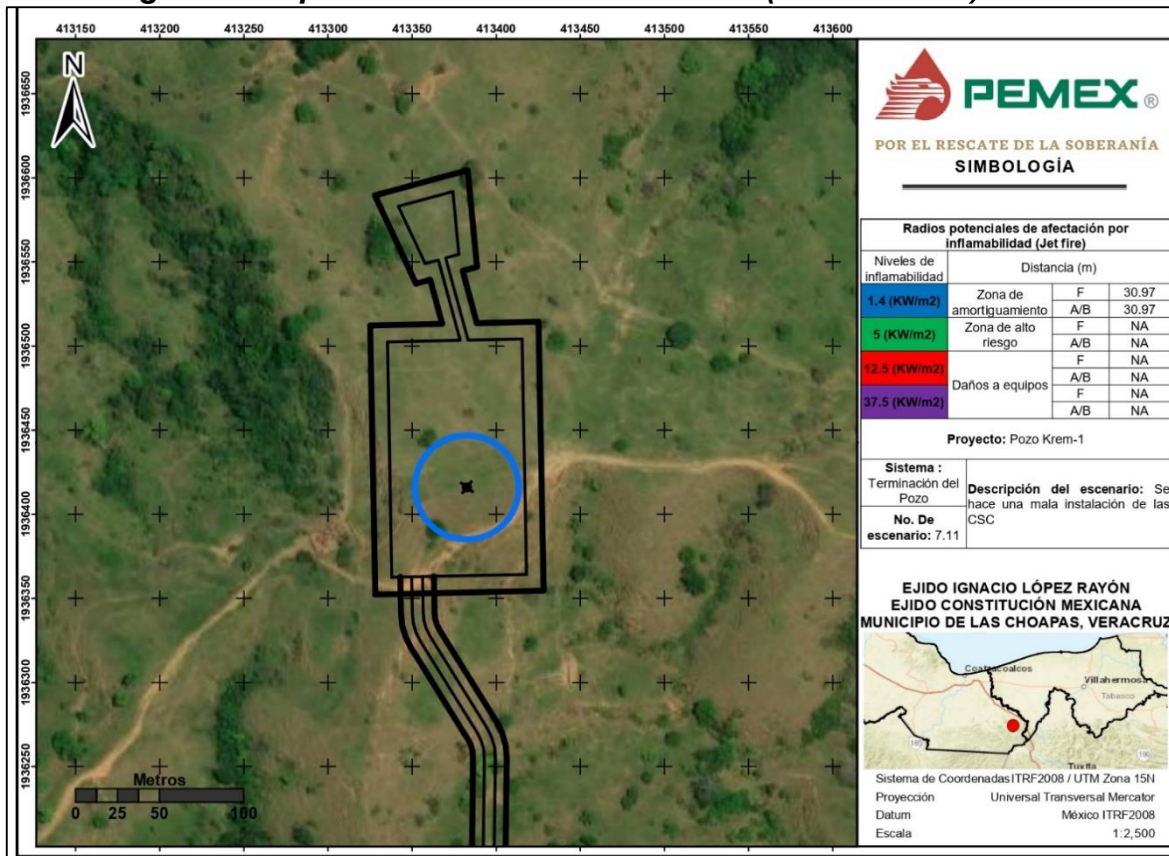 413150 413200 413250 413300 413350 413400 413450 413500 413550 413600
N
1936650
1936600
1936550
1936500
1936450
1936400
1936350
1936300
1936250
Metros
0 25 50 100
PEMEX ®
POR EL RESCATE DE LA SOBERANÍA
SIMBOLOGÍA
Radios potenciales de afectación por
inflamabilidad (Jet fire)
Niveles de
inflamabilidad
Distancia (m)
1.4 (KW/m2) Zona de amortiguamiento F 30.97
A/B 30.97
5 (KW/m2) Zona de alto riesgo F NA
A/B NA
12.5 (KW/m2) Daños a equipos F NA
A/B NA
37.5 (KW/m2) F NA
A/B NA
Proyecto: Pozo Krem-1
Sistema :
Terminación del
Pozo
No. De
escenario: 7.11
Descripción del escenario: Se
hace una mala instalación de las
CSC
EJIDO IGNACIO LÓPEZ RAYÓN
EJIDO CONSTITUCIÓN MEXICANA
MUNICIPIO DE LAS CHOAPAS, VERACRUZ
Coatzacoalcos
Villahermosa
Tabasco
Tuxtla
Sistema de Coordenadas ITRF2008 / UTM Zona 15N
Proyección Universal Transversal Mercator
Datum México ITRF2008
Escala 1:2,500